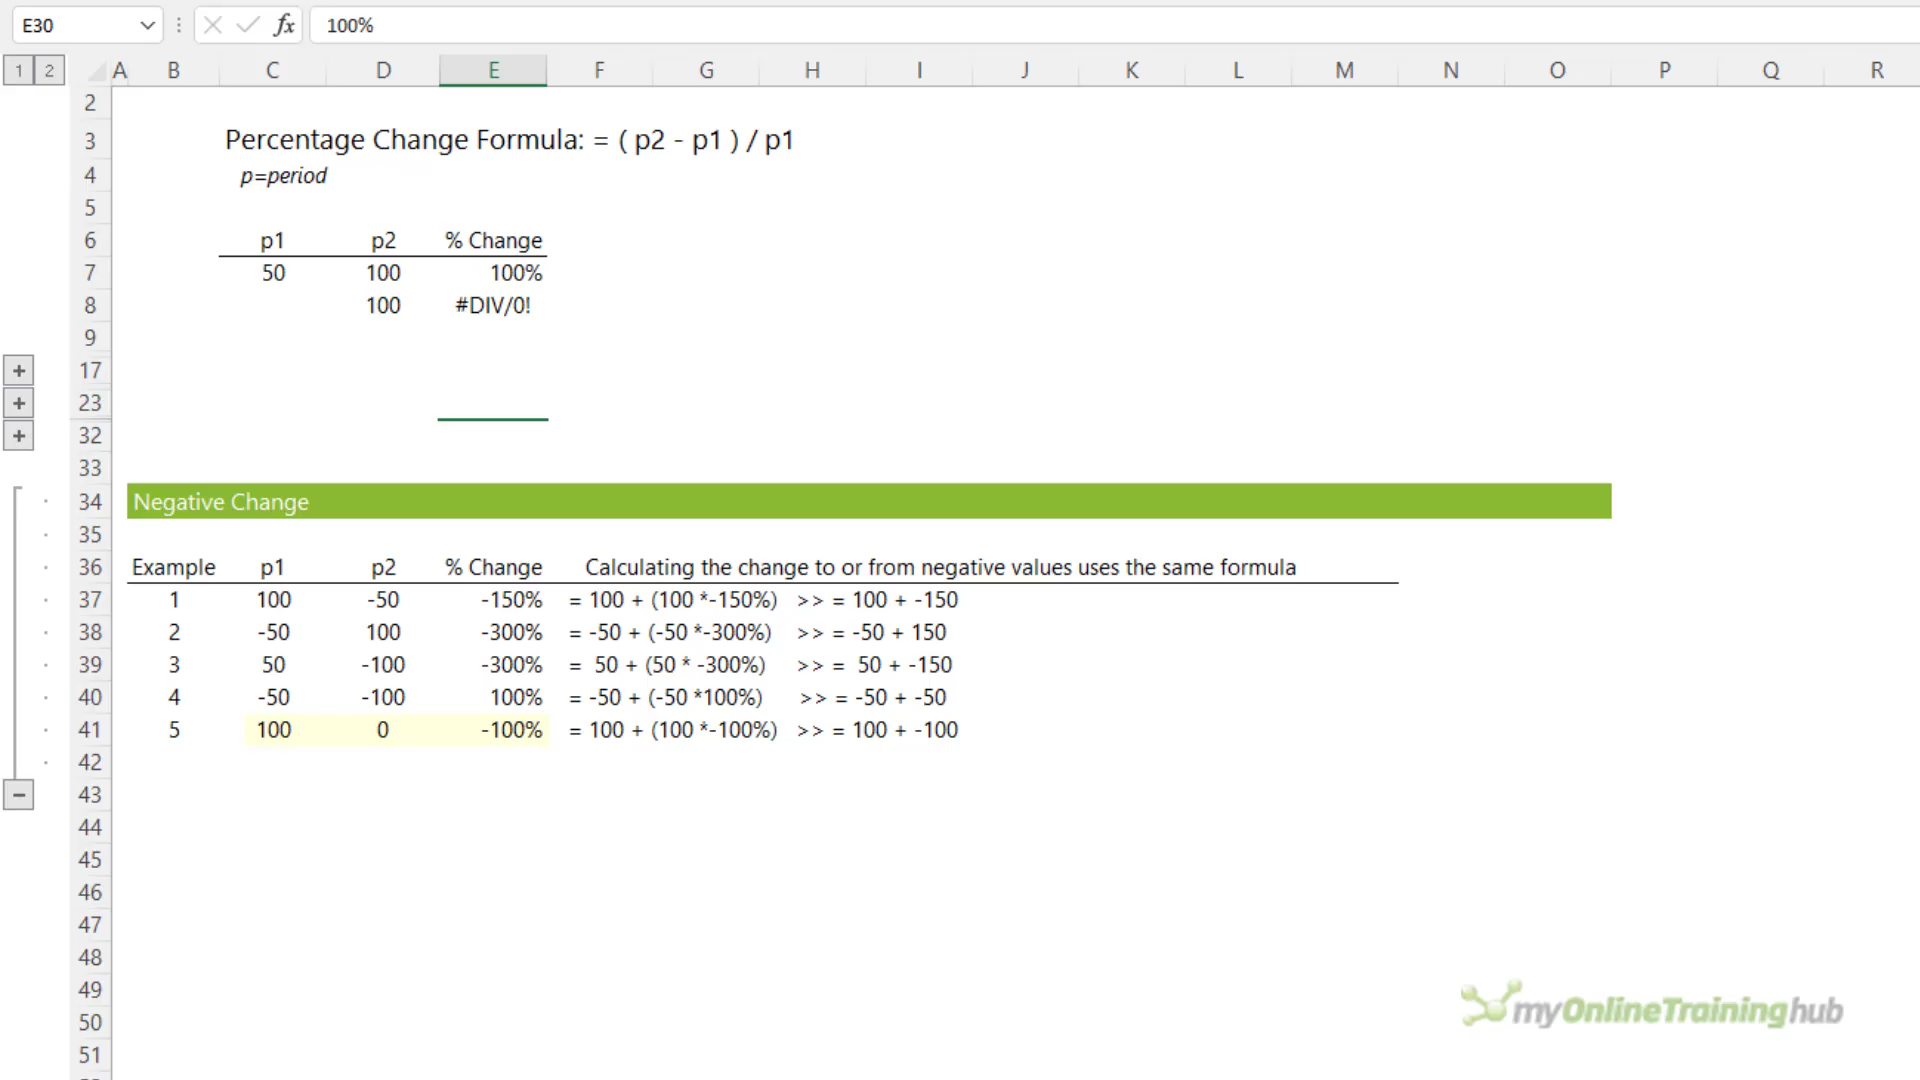 E30 fx 100%
1 2 A B C D E F G H I J K L M N O P Q R
2
3 Percentage Change Formula: = ( p2 - p1 ) / p1
4 p=period
5
6 p1 p2 % Change
7 50 100 100%
8 100 #DIV/0!
9
+ 17
+ 23
+ 32
33
34 Negative Change
35
36 Example p1 p2 % Change Calculating the change to or from negative values uses the same formula
37 1 100 -50 -150% = 100 + (100 *-150%) >> = 100 + -150
38 2 -50 100 -300% = -50 + (-50 *-300%) >> = -50 + 150
39 3 50 -100 -300% = 50 + (50 * -300%) >> = 50 + -150
40 4 -50 -100 100% = -50 + (-50 *100%) >> = -50 + -50
41 5 100 0 -100% = 100 + (100 *-100%) >> = 100 + -100
42
- 43
44
45
46
47
48
49
50
51
myOnlineTraininghub